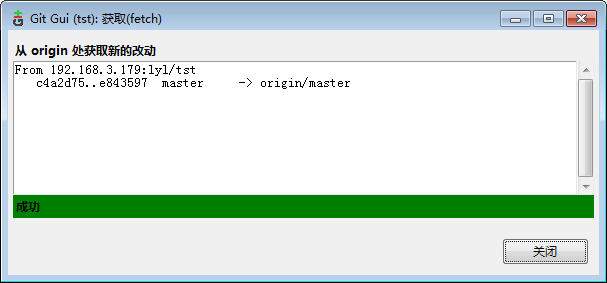 Git Gui (tst): 获取(fetch)
从 origin 处获取新的改动
From 192.168.3.179:lyl/tst
   c4a2d75..e843597  master     -> origin/master
成功
关闭